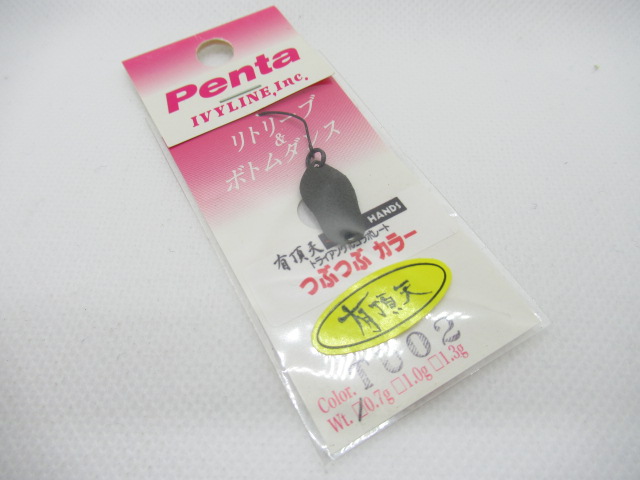 Penta
IVYLINE,Inc.
リトリーブ
&
ボトムダンス
HANDS
有頂天
つぶつぶ カラー
有頂天
Color. T602
Wt. □0.7g □1.0g □1.3g